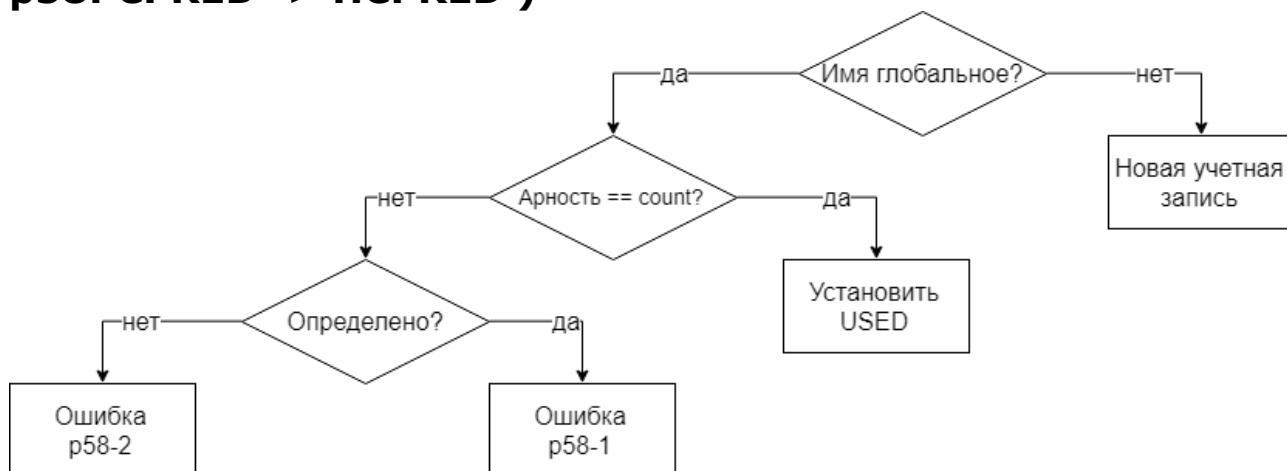 Имя глобальное?
да
нет
Новая учетная
запись
Арность == count?
нет
да
Установить
USED
Определено?
нет
да
Ошибка
p58-2
Ошибка
p58-1